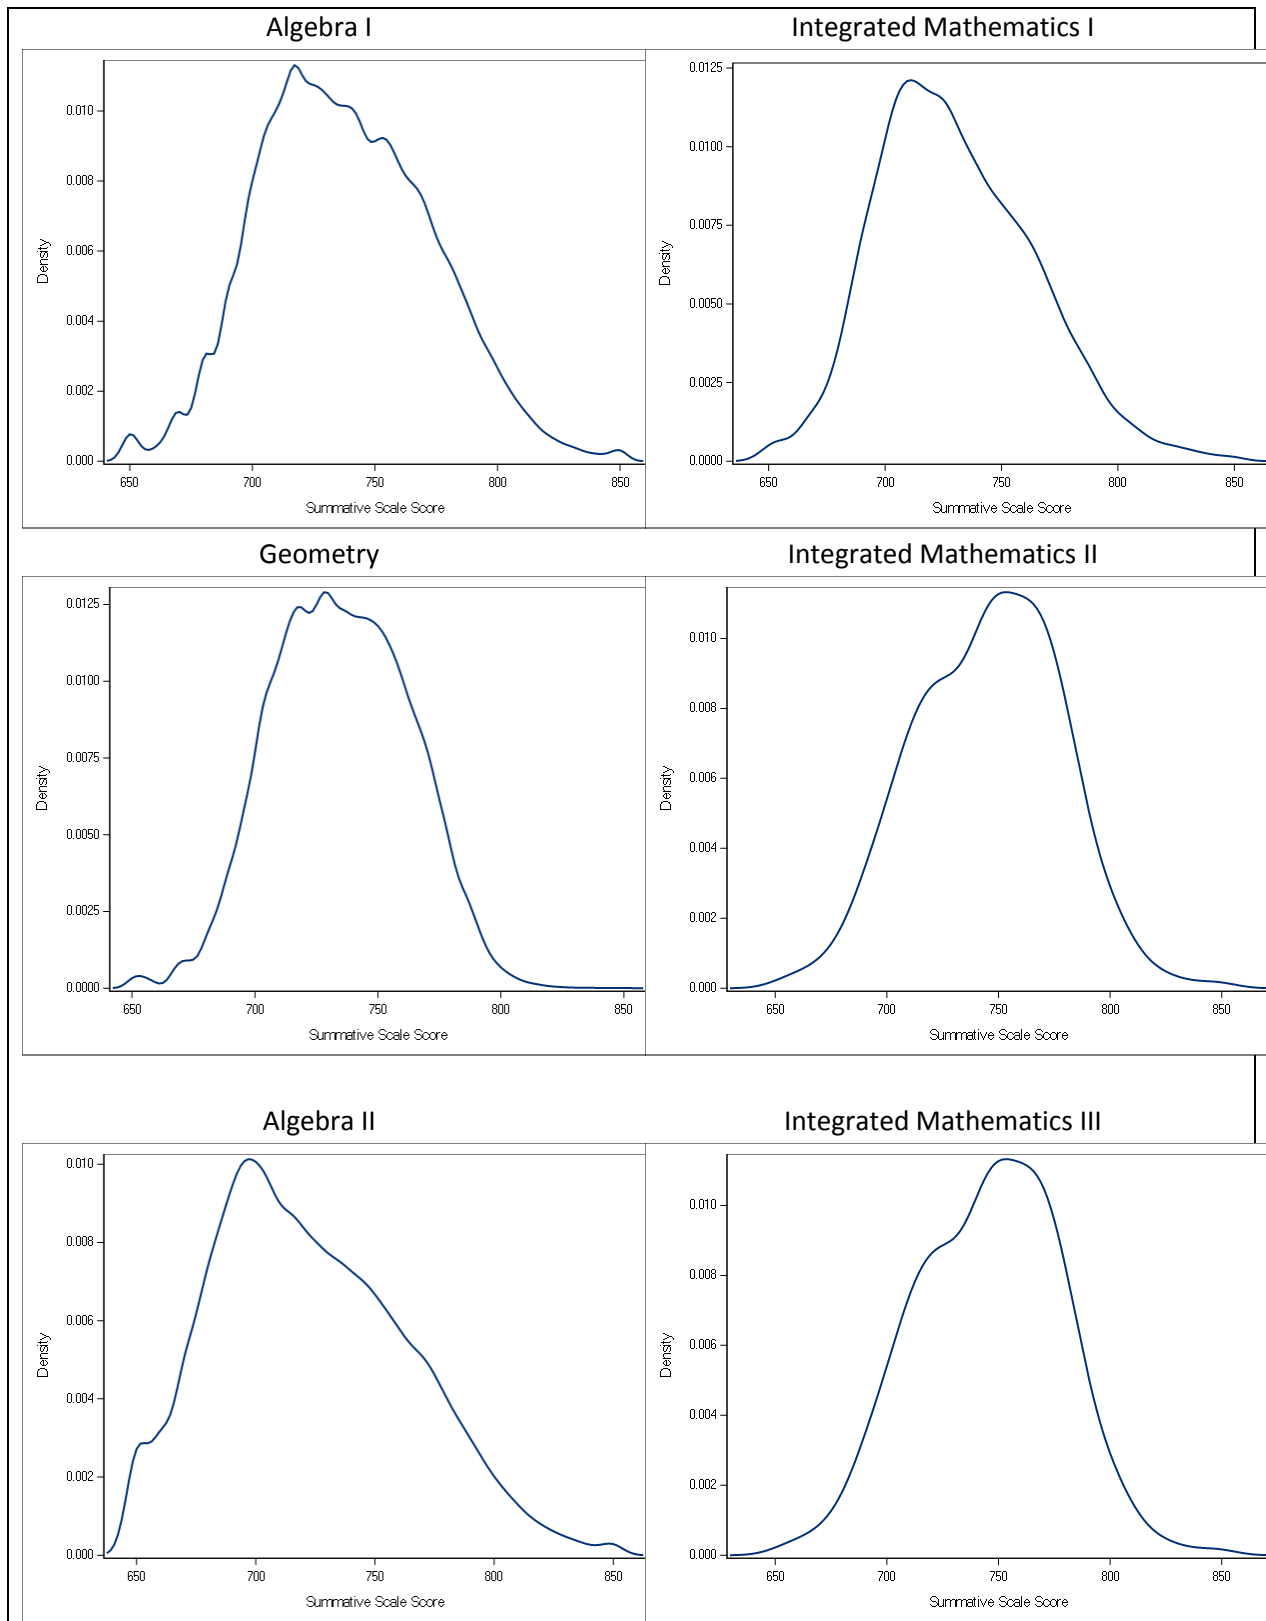 Algebra I
Integrated Mathematics I
0.010
0.008
0.006
0.004
0.002
0.000
Density
650 700 750 800 850
Summative Scale Score
0.0125
0.0100
0.0075
0.0050
0.0025
0.0000
Density
650 700 750 800 850
Summative Scale Score
Geometry
Integrated Mathematics II
0.0125
0.0100
0.0075
0.0050
0.0025
0.0000
Density
650 700 750 800 850
Summative Scale Score
0.010
0.008
0.006
0.004
0.002
0.000
Density
650 700 750 800 850
Summative Scale Score
Algebra II
Integrated Mathematics III
0.010
0.008
0.006
0.004
0.002
0.000
Density
650 700 750 800 850
Summative Scale Score
0.010
0.008
0.006
0.004
0.002
0.000
Density
650 700 750 800 850
Summative Scale Score